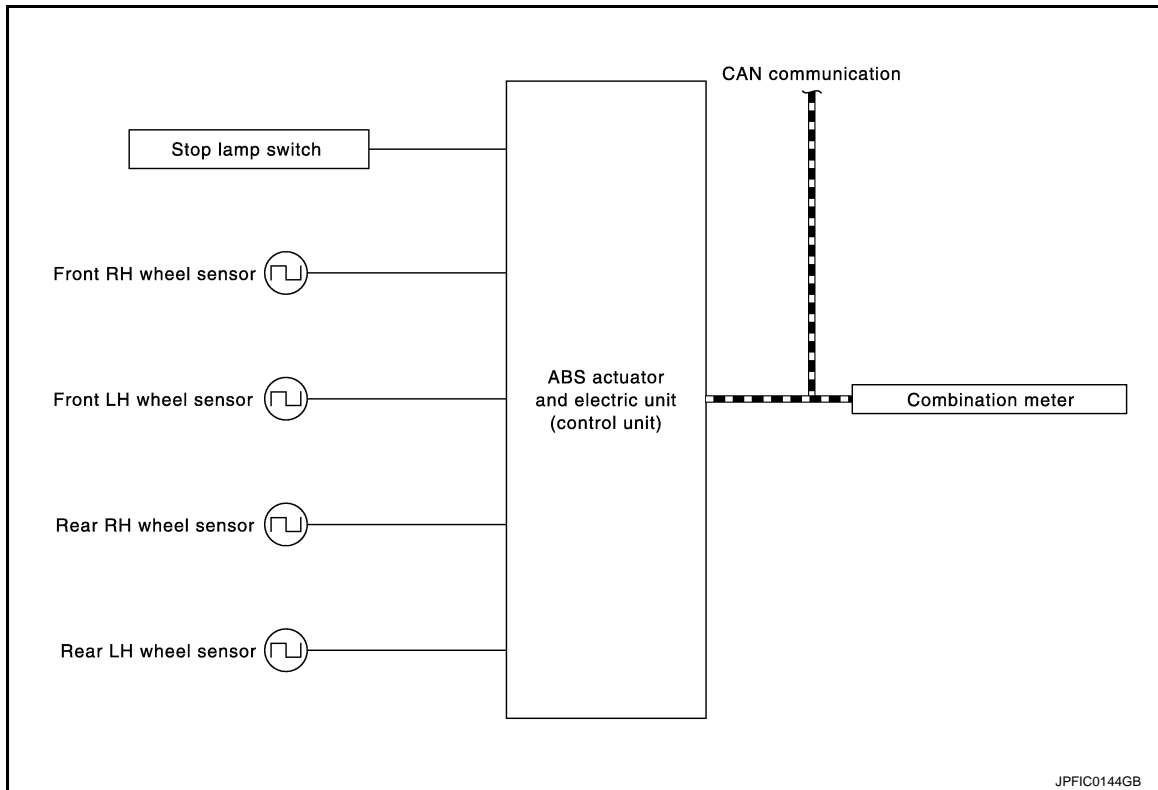 CAN communication
Stop lamp switch
Front RH wheel sensor
Front LH wheel sensor
ABS actuator
and electric unit
(control unit)
Combination meter
Rear RH wheel sensor
Rear LH wheel sensor
JPFIC0144GB